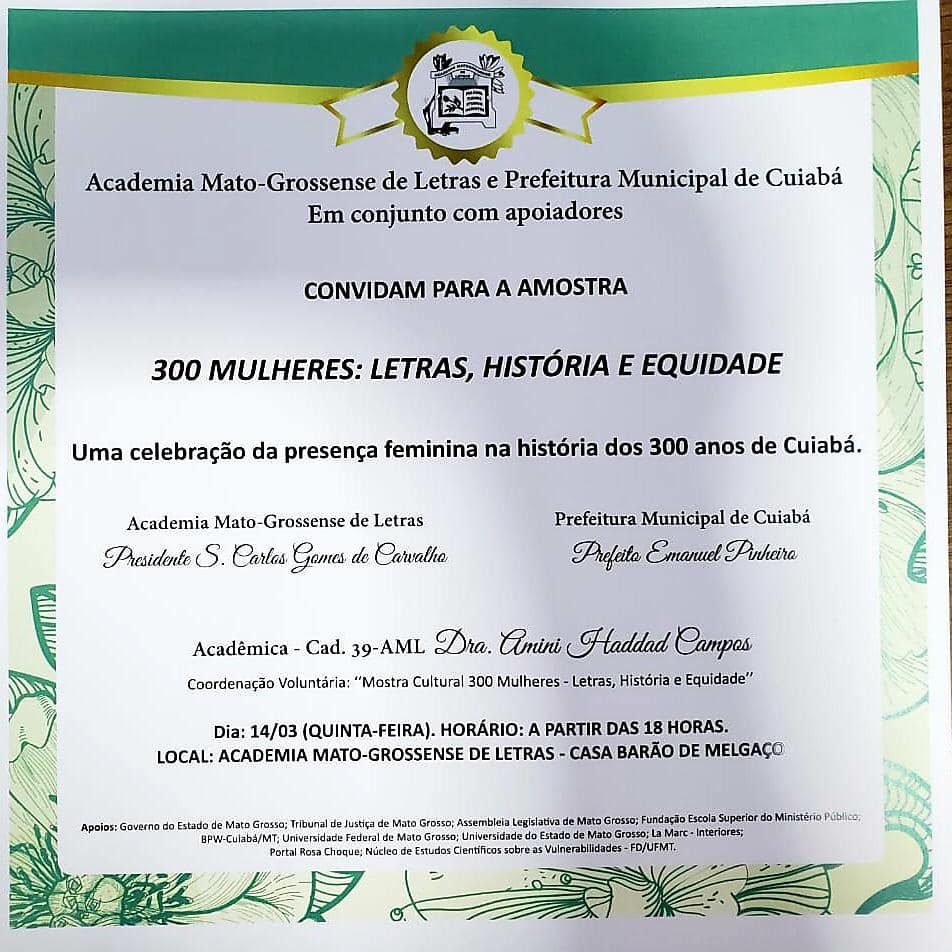 Academia Mato-Grossense de Letras e Prefeitura Municipal de Cuiabá
Em conjunto com apoiadores
CONVIDAM PARA A AMOSTRA
300 MULHERES: LETRAS, HISTÓRIA E EQUIDADE
Uma celebração da presença feminina na história dos 300 anos de Cuiabá.
Academia Mato-Grossense de Letras
Presidente S. Carlos Gomes de Carvalho
Prefeitura Municipal de Cuiabá
Prefeito Emanuel Pinheiro
Acadêmica - Cad. 39-AML Dra. Amini Haddad Campos
Coordenação Voluntária: “Mostra Cultural 300 Mulheres - Letras, História e Equidade”
Dia: 14/03 (QUINTA-FEIRA). HORÁRIO: A PARTIR DAS 18 HORAS.
LOCAL: ACADEMIA MATO-GROSSENSE DE LETRAS - CASA BARÃO DE MELGAÇO
Apoios: Governo do Estado de Mato Grosso; Tribunal de Justiça de Mato Grosso; Assembleia Legislativa de Mato Grosso; Fundação Escola Superior do Ministério Público;
BPW-Cuiabá/MT; Universidade Federal de Mato Grosso; Universidade do Estado de Mato Grosso; La Marc - Interiores;
Portal Rosa Choque; Núcleo de Estudos Científicos sobre as Vulnerabilidades - FD/UFMT.